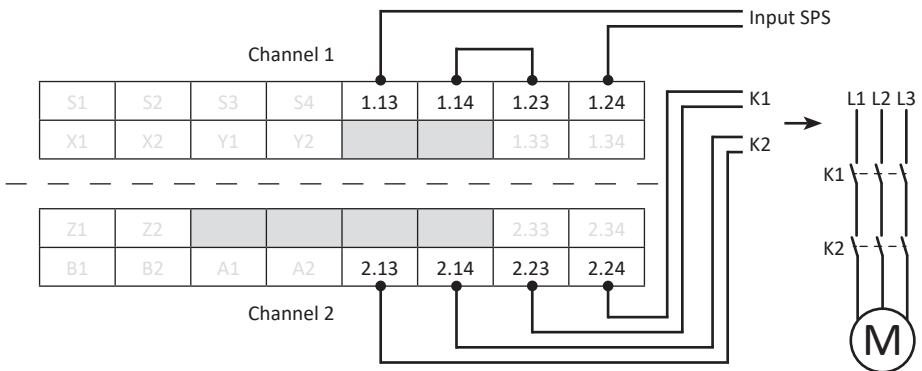 Input SPS
Channel 1
S1 S2 S3 S4 1.13 1.14 1.23 1.24
X1 X2 Y1 Y2 1.33 1.34
K1
K2
L1 L2 L3
K1
K2
M
Z1 Z2 2.33 2.34
B1 B2 A1 A2 2.13 2.14 2.23 2.24
Channel 2